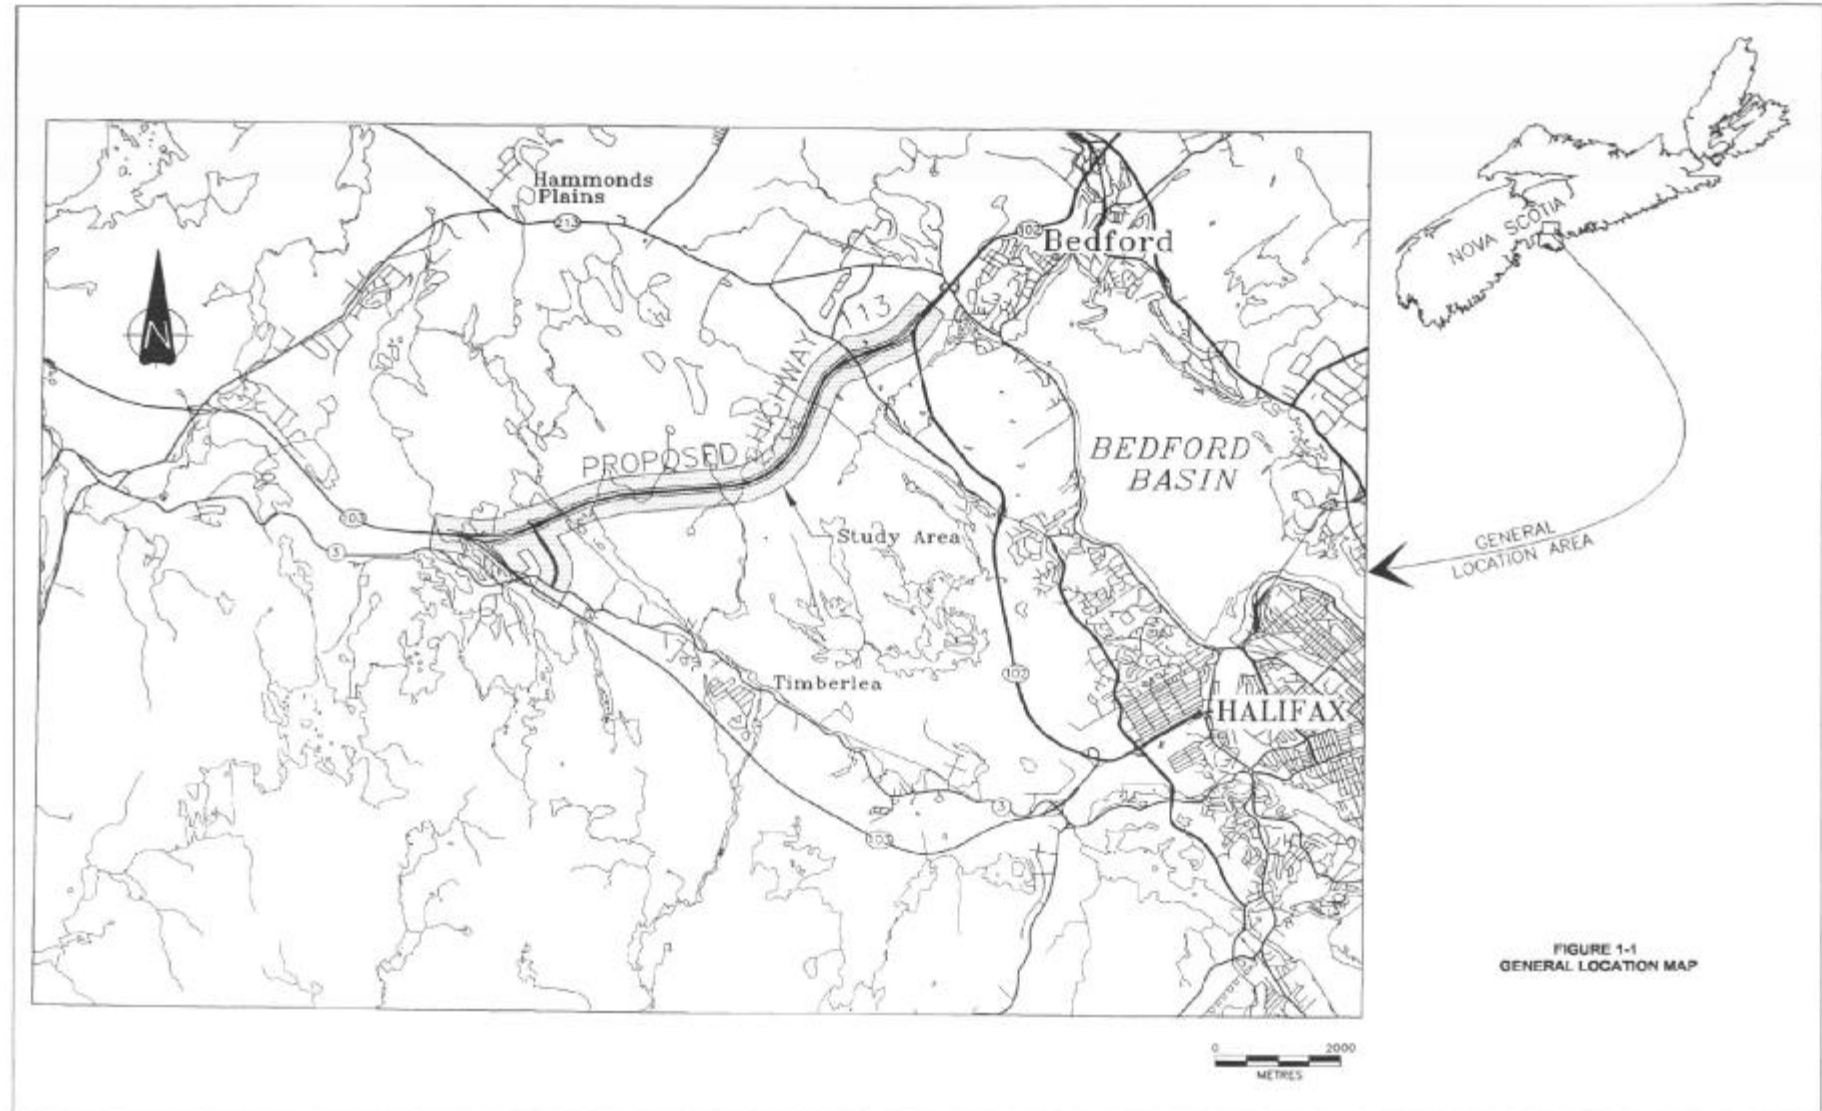 Hammonds
Plains
213
102
Bedford
NOVA SCOTIA
N
PROPOSED HIGHWAY 113
BEDFORD
BASIN
103
3
Study Area
GENERAL
LOCATION AREA
102
Timberlea
HALIFAX
3
103
FIGURE 1-1
GENERAL LOCATION MAP
0 2000
METRES